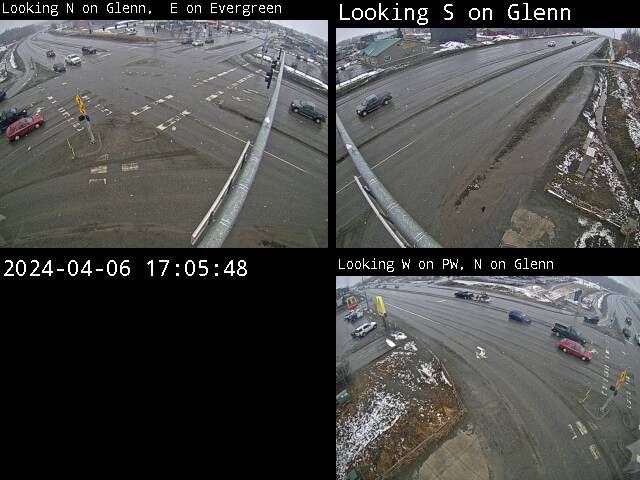 Looking N on Glenn, E on Evergreen
Looking S on Glenn
2024-04-06 17:05:48
Looking W on PW, N on Glenn